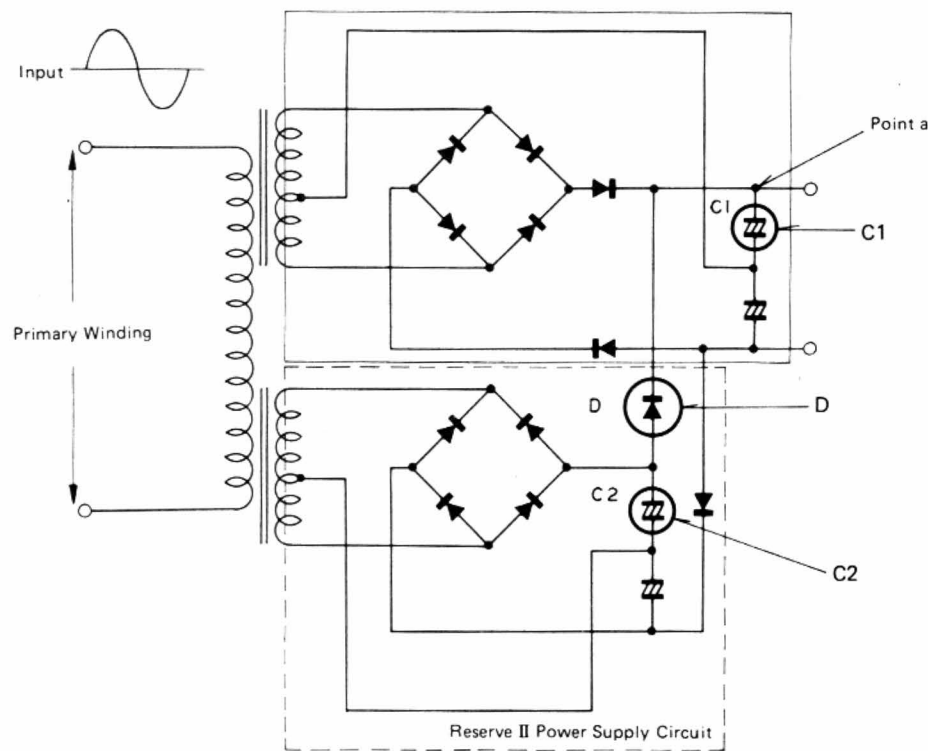 Input
Point a
C1
C1
Primary Winding
D
D
C2
C2
Reserve II Power Supply Circuit